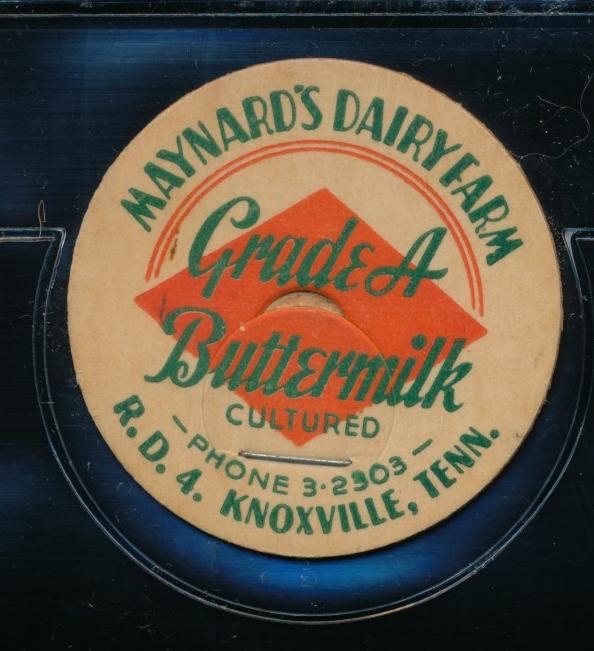 MAYNARD'S DAIRY FARM
Grade A
Buttermilk
CULTURED
– PHONE 3·2303 –
R.D. 4. KNOXVILLE, TENN.